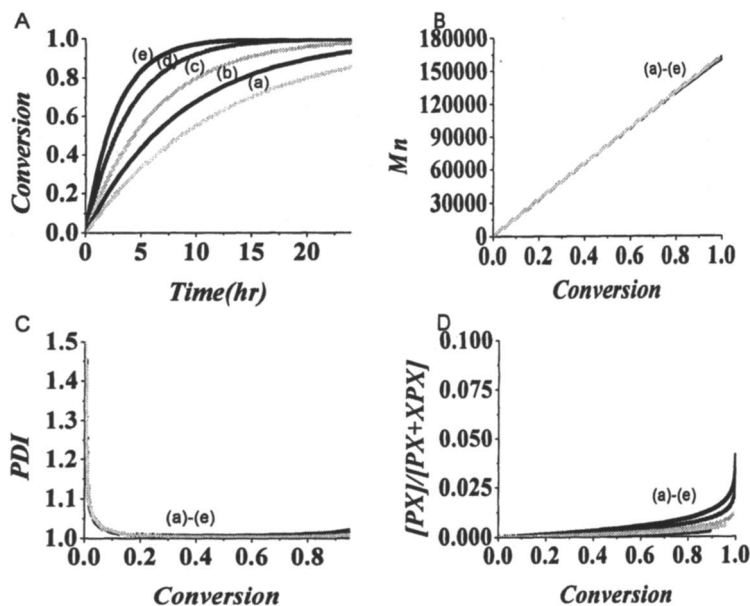 A
1.0
0.8
0.6
0.4
0.2
0.0
Conversion
(e)
(d)
(c)
(b)
(a)
0 5 10 15 20
Time(hr)
B
180000
150000
120000
90000
60000
30000
0
Mn
(a)-(e)
0.0 0.2 0.4 0.6 0.8 1.0
Conversion
C
1.5
1.4
1.3
1.2
1.1
1.0
PDI
(a)-(e)
0.0 0.2 0.4 0.6 0.8
Conversion
D
0.100
0.075
0.050
0.025
0.000
[PX]/[PX+XPX]
(a)-(e)
0.0 0.2 0.4 0.6 0.8 1.0
Conversion